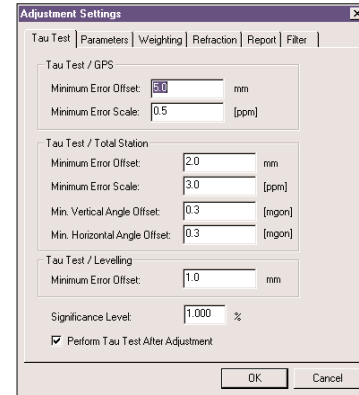 Adjustment Settings
Tau Test Parameters Weighting Refraction Report Filter
Tau Test / GPS
Minimum Error Offset: 5.0 mm
Minimum Error Scale: 0.5 [ppm]
Tau Test / Total Station
Minimum Error Offset: 2.0 mm
Minimum Error Scale: 3.0 [ppm]
Min. Vertical Angle Offset: 0.3 [mgon]
Min. Horizontal Angle Offset: 0.3 [mgon]
Tau Test / Levelling
Minimum Error Offset: 1.0 mm
Significance Level: 1.000 %
Perform Tau Test After Adjustment
OK Cancel